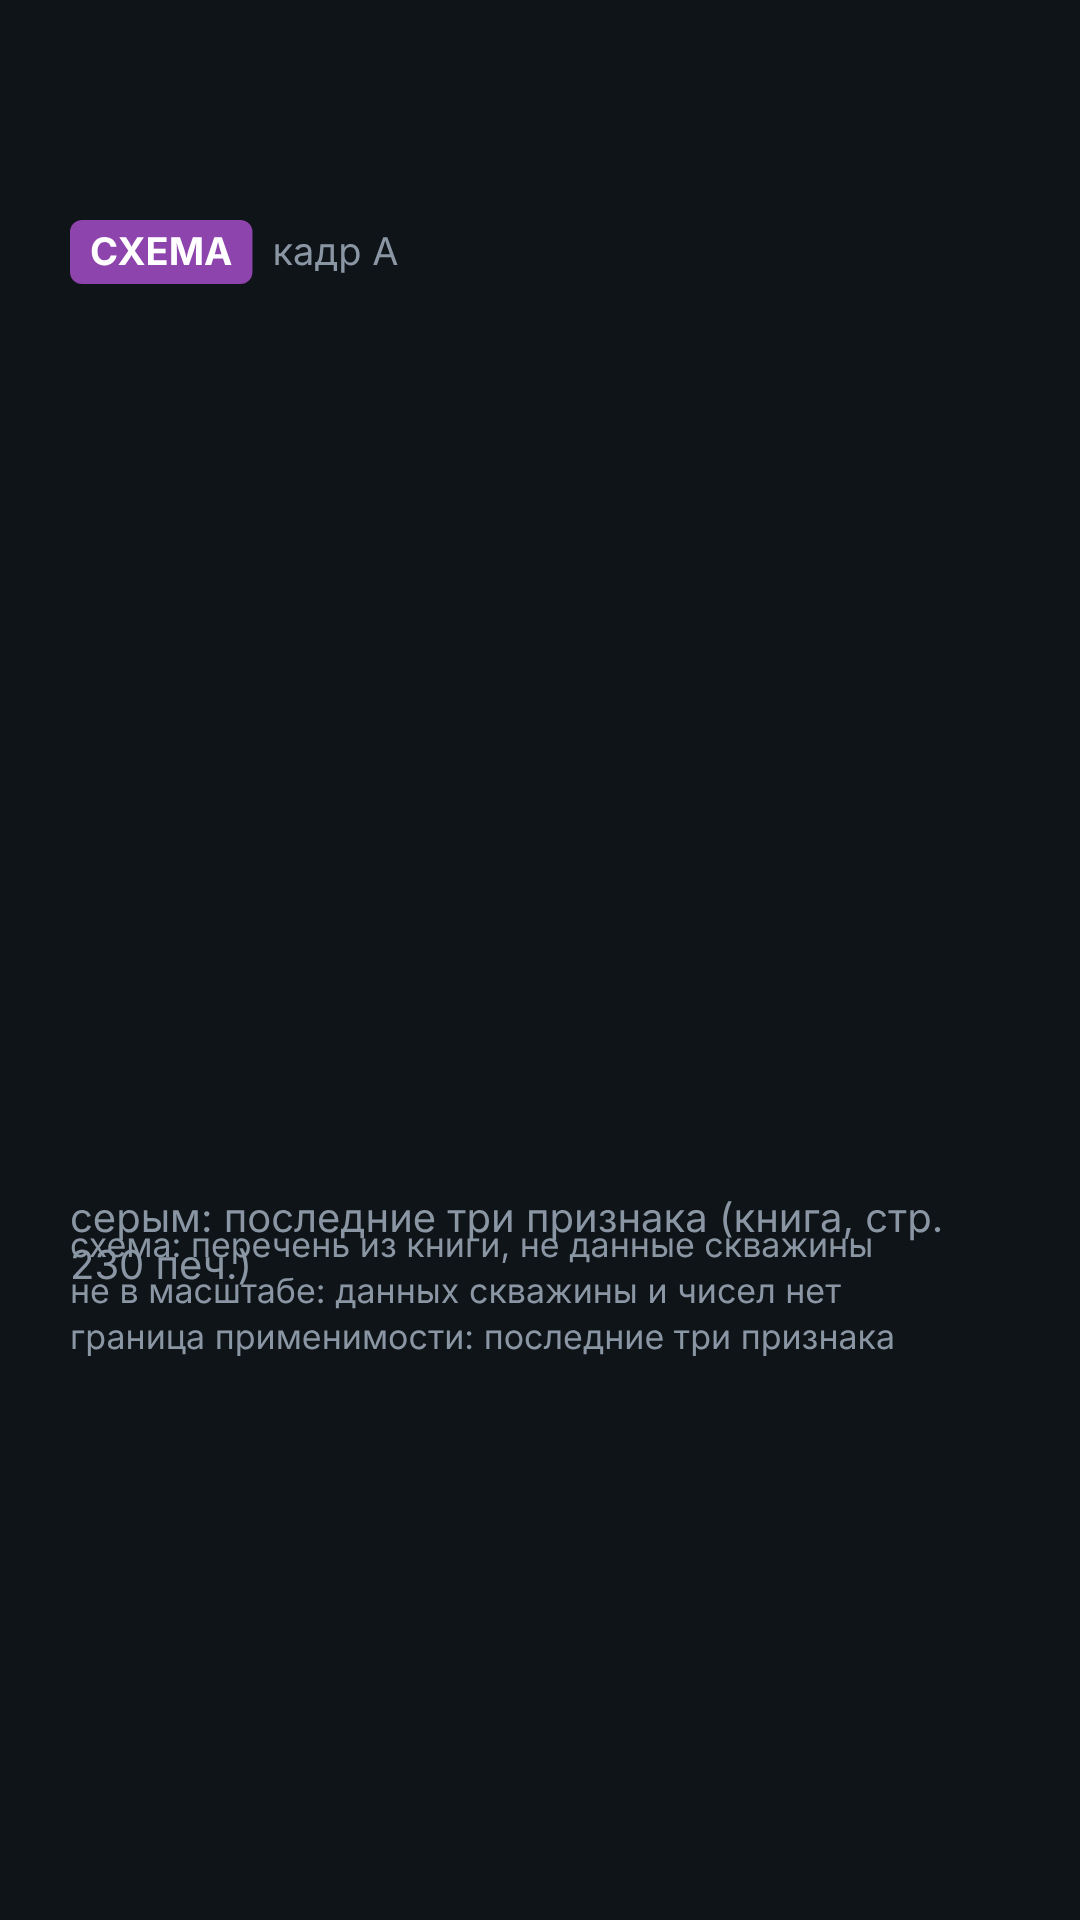 СХЕМА кадр А
серым: последние три признака (книга, стр.
230 печ.)
схема: перечень из книги, не данные скважины
не в масштабе: данных скважины и чисел нет
граница применимости: последние три признака